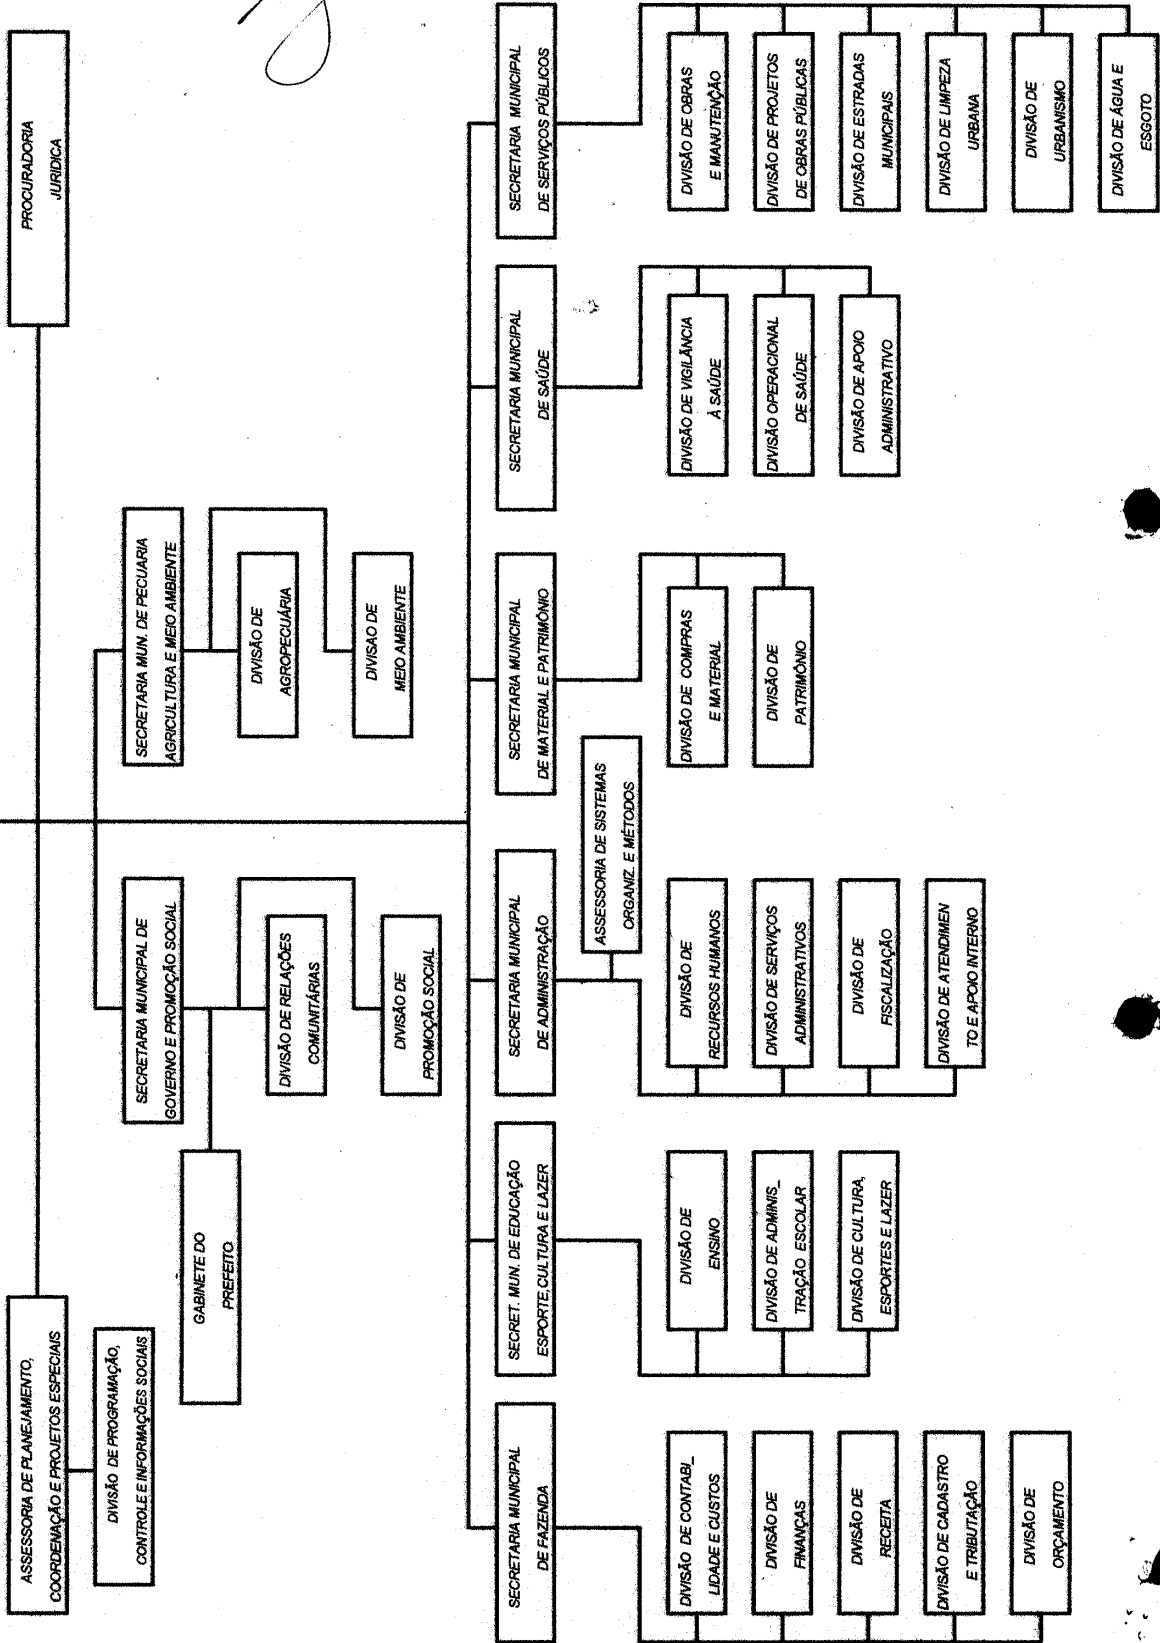 ASSESSORIA DE PLANEJAMENTO,
COORDENAÇÃO E PROJETOS ESPECIAIS
PROCURADORIA
JURIDICA
DIVISÃO DE PROGRAMAÇÃO,
CONTROLE E INFORMAÇÕES SOCIAIS
SECRETARIA MUNICIPAL DE
GOVERNO E PROMOÇÃO SOCIAL
SECRETARIA MUN. DE PECUARIA
AGRICULTURA E MEIO AMBIENTE
GABINETE DO
PREFEITO
DIVISÃO DE RELAÇÕES
COMUNITÁRIAS
DIVISÃO DE
PROMOÇÃO SOCIAL
DIVISÃO DE
AGROPECUÁRIA
DIVISAO DE
MEIO AMBIENTE
SECRETARIA MUNICIPAL
DE FAZENDA
SECRET. MUN. DE EDUCAÇÃO
ESPORTE,CULTURA E LAZER
SECRETARIA MUNICIPAL
DE ADMINISTRAÇÃO
SECRETARIA MUNICIPAL
DE MATERIAL E PATRIMÔNIO
SECRETARIA MUNICIPAL
DE SAÚDE
SECRETARIA MUNICIPAL
DE SERVIÇOS PÚBLICOS
ASSESSORIA DE SISTEMAS
ORGANIZ. E MÉTODOS
DIVISÃO DE CONTABI_
LIDADE E CUSTOS
DIVISÃO DE
FINANÇAS
DIVISÃO DE
RECEITA
DIVISÃO DE CADASTRO
E TRIBUTAÇÃO
DIVISÃO DE
ORÇAMENTO
DIVISÃO DE
ENSINO
DIVISÃO DE ADMINIS_
TRAÇÃO ESCOLAR
DIVISÃO DE CULTURA,
ESPORTES E LAZER
DIVISÃO DE
RECURSOS HUMANOS
DIVISÃO DE SERVIÇOS
ADMINISTRATIVOS
DIVISÃO DE
FISCALIZAÇÃO
DIVISÃO DE ATENDIMEN
TO E APOIO INTERNO
DIVISÃO DE COMPRAS
E MATERIAL
DIVISÃO DE
PATRIMÔNIO
DIVISÃO DE VIGILÂNCIA
À SAÚDE
DIVISÃO OPERACIONAL
DE SAÚDE
DIVISÃO DE APOIO
ADMINISTRATIVO
DIVISÃO DE OBRAS
E MANUTENÇÃO
DIVISÃO DE PROJETOS
DE OBRAS PÚBLICAS
DIVISÃO DE ESTRADAS
MUNICIPAIS
DIVISÃO DE LIMPEZA
URBANA
DIVISÃO DE
URBANISMO
DIVISÃO DE ÁGUA E
ESGOTO